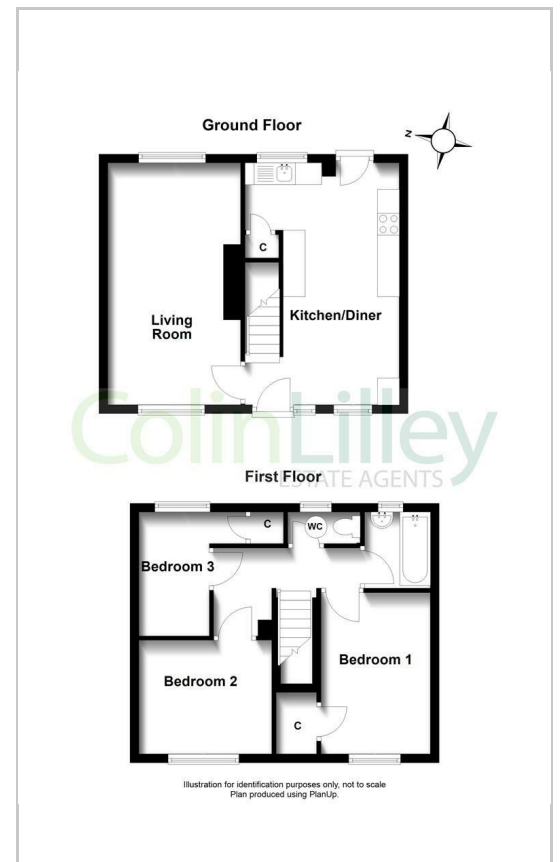 Ground Floor
N
C
Living
Room
Kitchen/Diner
ColinLilley
ESTATE AGENTS
First Floor
C
WC
Bedroom 3
Bedroom 1
Bedroom 2
C
Illustration for identification purposes only, not to scale
Plan produced using PlanUp.